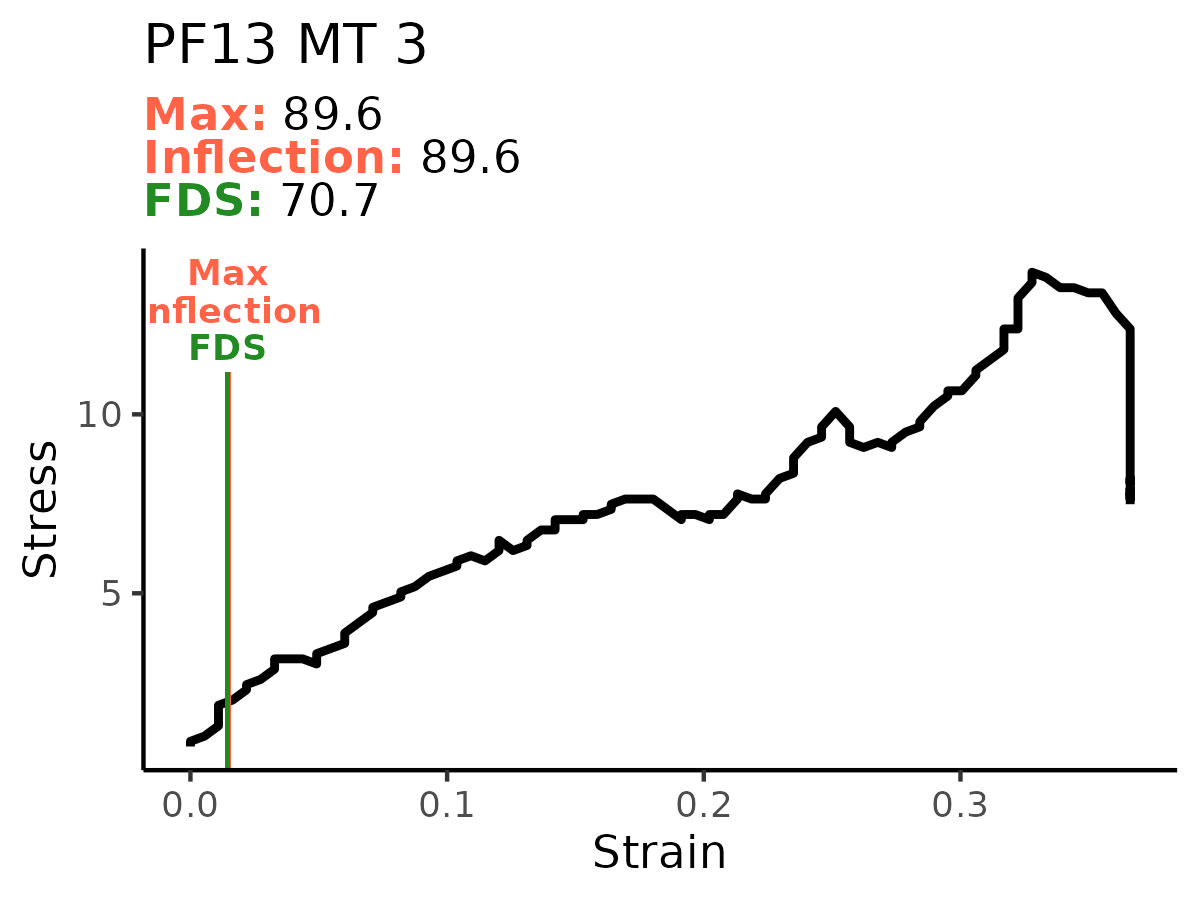 PF13 MT 3
Max: 89.6
Inflection: 89.6
FDS: 70.7
Max
nflection
FDS
10
5
Stress
0.0 0.1 0.2 0.3
Strain